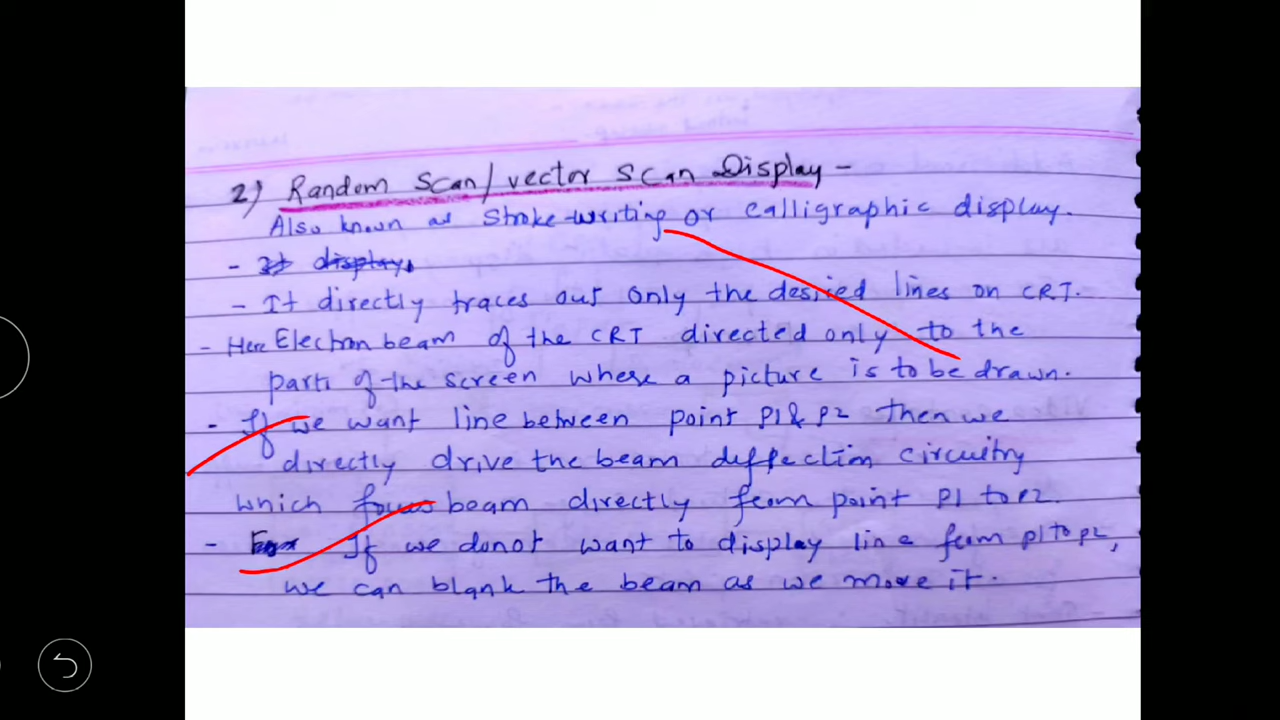 2) Random Scan/vector Scan Display -
Also known as Stroke-writing or calligraphic display.
- It display.
- It directly traces out only the desired lines on CRT.
- Here Electron beam of the CRT directed only to the
parts of the screen where a picture is to be drawn.
- If we want line between point P1 & P2 then we
directly drive the beam deflection circuitry
which focus beam directly from point P1 to P2.
- If we donot want to display line from P1 to P2,
we can blank the beam as we move it.